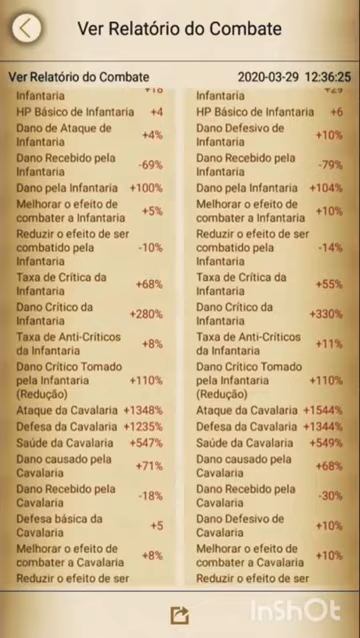 Ver Relatório do Combate
Ver Relatório do Combate 2020-03-29 12:36:25
Infantaria
HP Básico de Infantaria +4
Dano de Ataque de
Infantaria +4%
Dano Recebido pela
Infantaria -69%
Dano pela Infantaria +100%
Melhorar o efeito de
combater a Infantaria +5%
Reduzir o efeito de ser
combatido pela -10%
Infantaria
Taxa de Crítica da
Infantaria +68%
Dano Crítico da
Infantaria +280%
Taxa de Anti-Críticos
da Infantaria +8%
Dano Crítico Tomado
pela Infantaria +110%
(Redução)
Ataque da Cavalaria +1348%
Defesa da Cavalaria +1235%
Saúde da Cavalaria +547%
Dano causado pela
Cavalaria +71%
Dano Recebido pela
Cavalaria -18%
Defesa básica da
Cavalaria +5
Melhorar o efeito de
combater a Cavalaria +8%
Reduzir o efeito de ser
Infantaria
HP Básico de Infantaria +6
Dano Defesivo de
Infantaria +10%
Dano Recebido pela
Infantaria -79%
Dano pela Infantaria +104%
Melhorar o efeito de
combater a Infantaria +10%
Reduzir o efeito de ser
combatido pela -14%
Infantaria
Taxa de Crítica da
Infantaria +55%
Dano Crítico da
Infantaria +330%
Taxa de Anti-Críticos
da Infantaria +11%
Dano Crítico Tomado
pela Infantaria +110%
(Redução)
Ataque da Cavalaria +1544%
Defesa da Cavalaria +1344%
Saúde da Cavalaria +549%
Dano causado pela
Cavalaria +68%
Dano Recebido pela
Cavalaria -30%
Dano Defesivo de
Cavalaria +10%
Melhorar o efeito de
combater a Cavalaria +10%
Reduzir o efeito de ser
InShOt